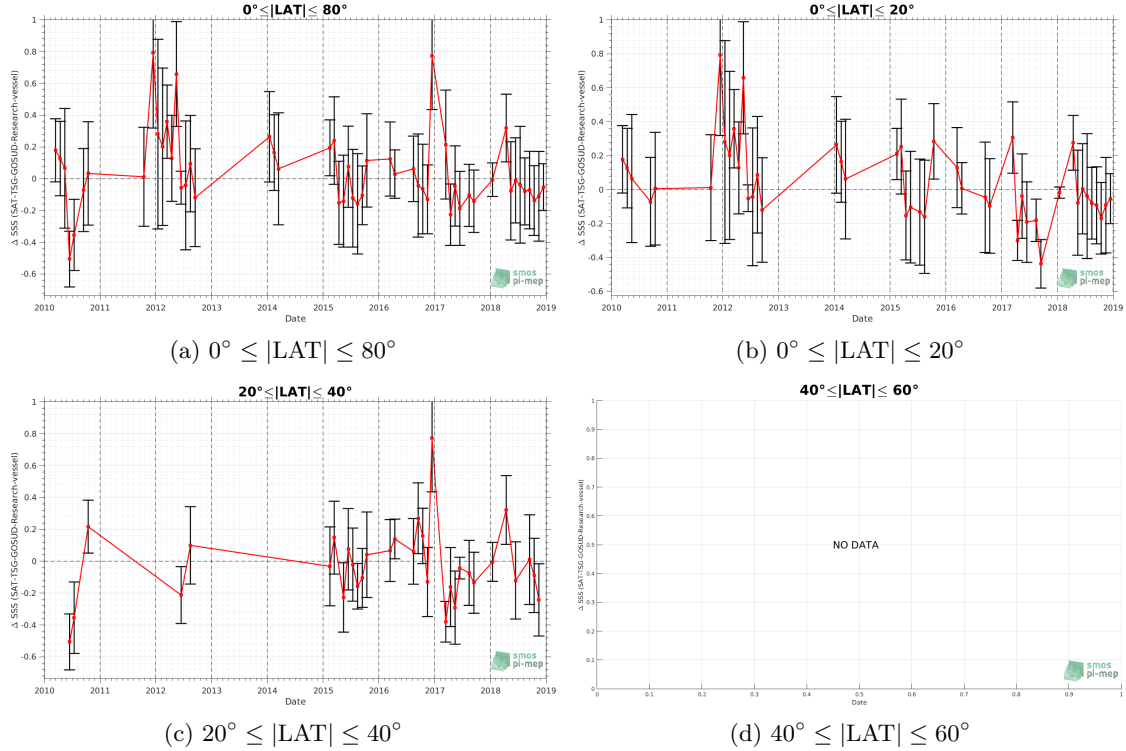 0°≤|LAT|≤ 80°
Δ SSS (SAT-TSG-GOSUD-Research-vessel)
1
0.8
0.6
0.4
0.2
0
-0.2
-0.4
-0.6
2010 2011 2012 2013 2014 2015 2016 2017 2018 2019
Date
smos
pi-mep
(a) 0° ≤ |LAT| ≤ 80°
0°≤|LAT|≤ 20°
Δ SSS (SAT-TSG-GOSUD-Research-vessel)
1
0.8
0.6
0.4
0.2
0
-0.2
-0.4
-0.6
2010 2011 2012 2013 2014 2015 2016 2017 2018 2019
Date
smos
pi-mep
(b) 0° ≤ |LAT| ≤ 20°
20°≤|LAT|≤ 40°
Δ SSS (SAT-TSG-GOSUD-Research-vessel)
1
0.8
0.6
0.4
0.2
0
-0.2
-0.4
-0.6
2010 2011 2012 2013 2014 2015 2016 2017 2018 2019
Date
smos
pi-mep
(c) 20° ≤ |LAT| ≤ 40°
40°≤|LAT|≤ 60°
Δ SSS (SAT-TSG-GOSUD-Research-vessel)
1
0.9
0.8
0.7
0.6
0.5
0.4
0.3
0.2
0.1
0
NO DATA
0 0.1 0.2 0.3 0.4 0.5 0.6 0.7 0.8 0.9 1
Date
smos
pi-mep
(d) 40° ≤ |LAT| ≤ 60°